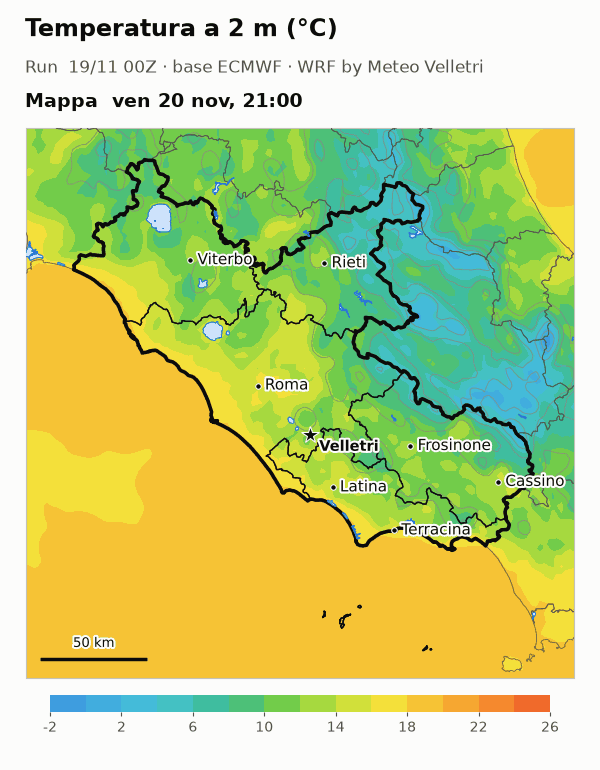 Temperatura a 2 m (°C)
Run  19/11 00Z · base ECMWF · WRF by Meteo Velletri
Mappa  ven 20 nov, 21:00
Viterbo
Rieti
Roma
Velletri
Frosinone
Latina
Cassino
Terracina
50 km
-2 2 6 10 14 18 22 26